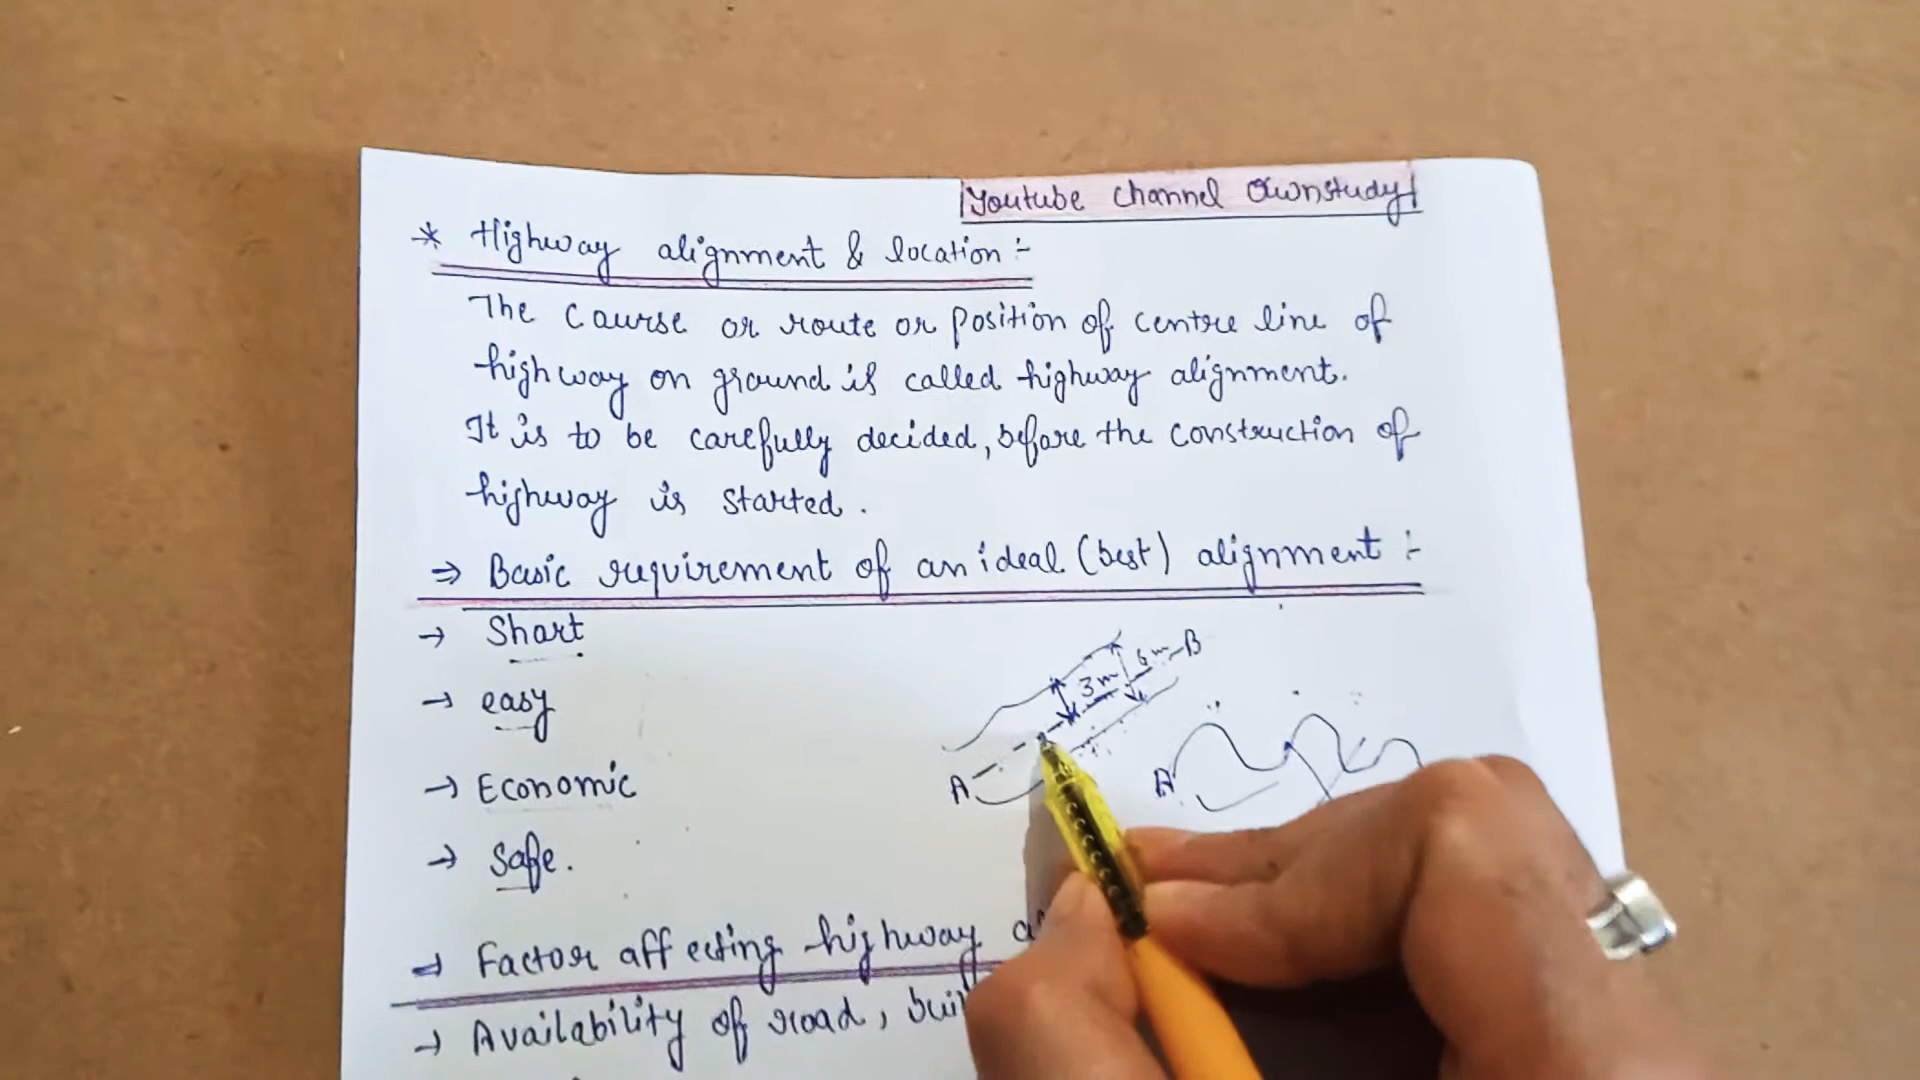 Youtube channel Ownstudy
* Highway alignment & location :-
The course or route or position of centre line of
highway on ground is called highway alignment.
It is to be carefully decided, before the construction of
highway is started.
⇒ Basic requirement of an ideal (best) alignment :-
→ Short
→ easy
→ Economic
→ Safe.
6m B
3m
A
A
→ Factor affecting highway
→ Availability of road,